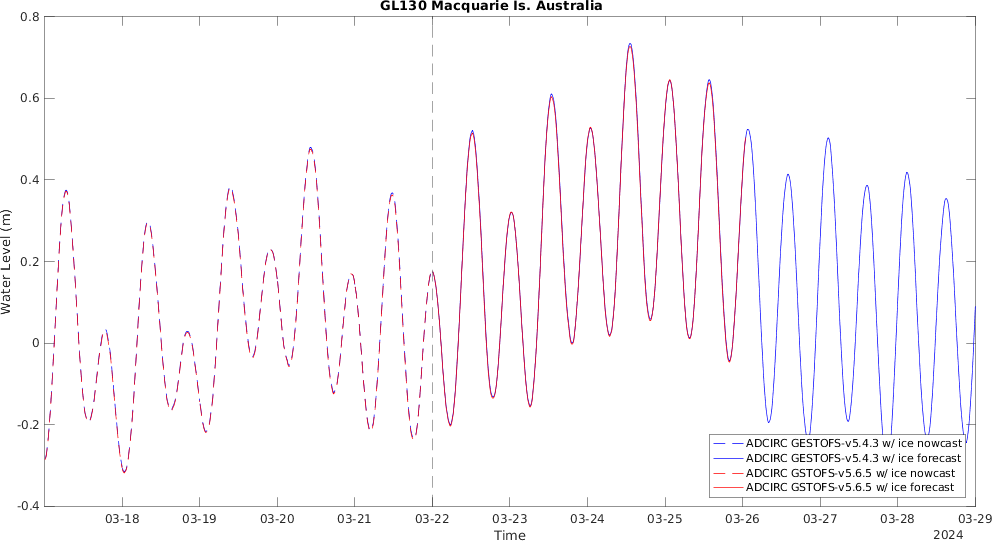 GL130 Macquarie Is. Australia
0.8
0.6
0.4
0.2
0
-0.2
-0.4
Water Level (m)
ADCIRC GESTOFS-v5.4.3 w/ ice nowcast
ADCIRC GESTOFS-v5.4.3 w/ ice forecast
ADCIRC GSTOFS-v5.6.5 w/ ice nowcast
ADCIRC GSTOFS-v5.6.5 w/ ice forecast
03-18 03-19 03-20 03-21 03-22 03-23 03-24 03-25 03-26 03-27 03-28 03-29
Time
2024